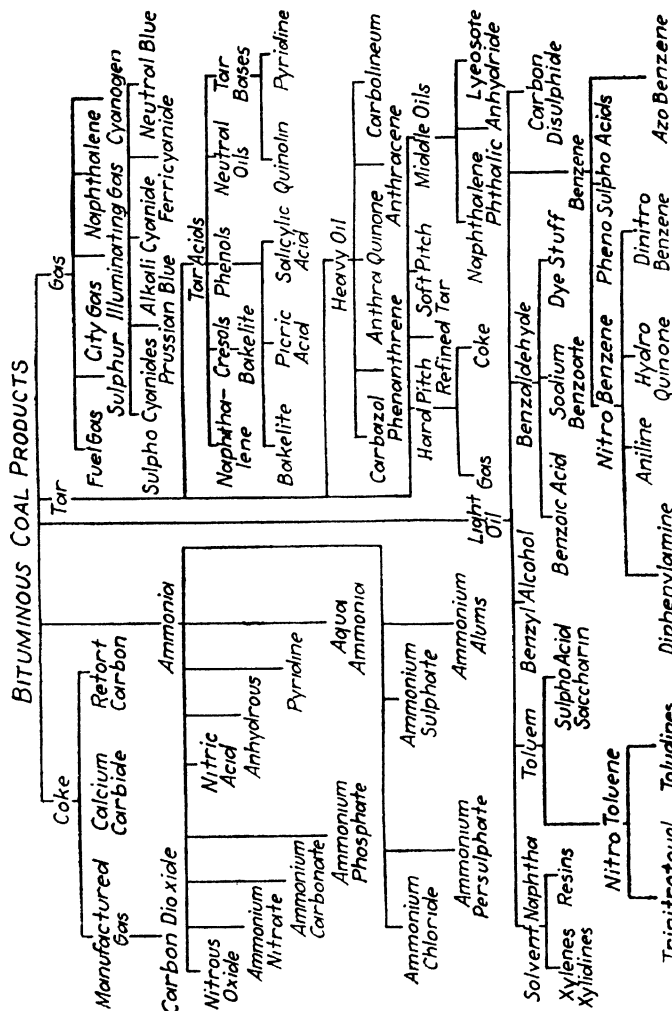 BITUMINOUS COAL PRODUCTS
Coke
Tar
Gas
Manufactured
Gas
Calcium
Carbide
Retort
Carbon
Fuel Gas
City Gas
Naphthalene
Sulphur
Illuminating Gas
Cyanogen
Carbon Dioxide
Ammonia
Sulpho Cyanides
Alkali Cyanide
Neutral Blue
Prussian Blue
Ferricyanide
Nitrous
Oxide
Nitric
Acid
Ammonium
Nitrate
Anhydrous
Ammonium
Carbonate
Pyridine
Ammonium
Phosphate
Aqua
Ammonia
Tar Acids
Naphtha-
lene
Cresols
Bakelite
Phenols
Neutral
Oils
Tar
Bases
Bakelite
Picric
Acid
Salicylic
Acid
Quinolin
Pyridine
Heavy Oil
Carbazol
Anthra Quinone
Carbolineum
Phenanthrene
Anthracene
Ammonium
Chloride
Ammonium
Sulphate
Ammonium
Persulphate
Ammonium
Alums
Hard Pitch
Soft Pitch
Middle Oils
Refined Tar
Gas
Coke
Naphthalene
Lyeosote
Phthalic Anhydride
Light
Oil
Solvent Naphtha
Toluem
Benzyl Alcohol
Benzaldehyde
Carbon
Disulphide
Xylenes
Resins
Xylidines
Sulpho Acid
Saccharin
Benzoic Acid
Sodium
Benzoate
Dye Stuff
Benzene
Nitro Toluene
Nitro Benzene
Pheno Sulpho Acids
Trinitrotouol
Toludines
Diphenylamine
Aniline
Hydro
Quinone
Dinitro
Benzene
Azo Benzene